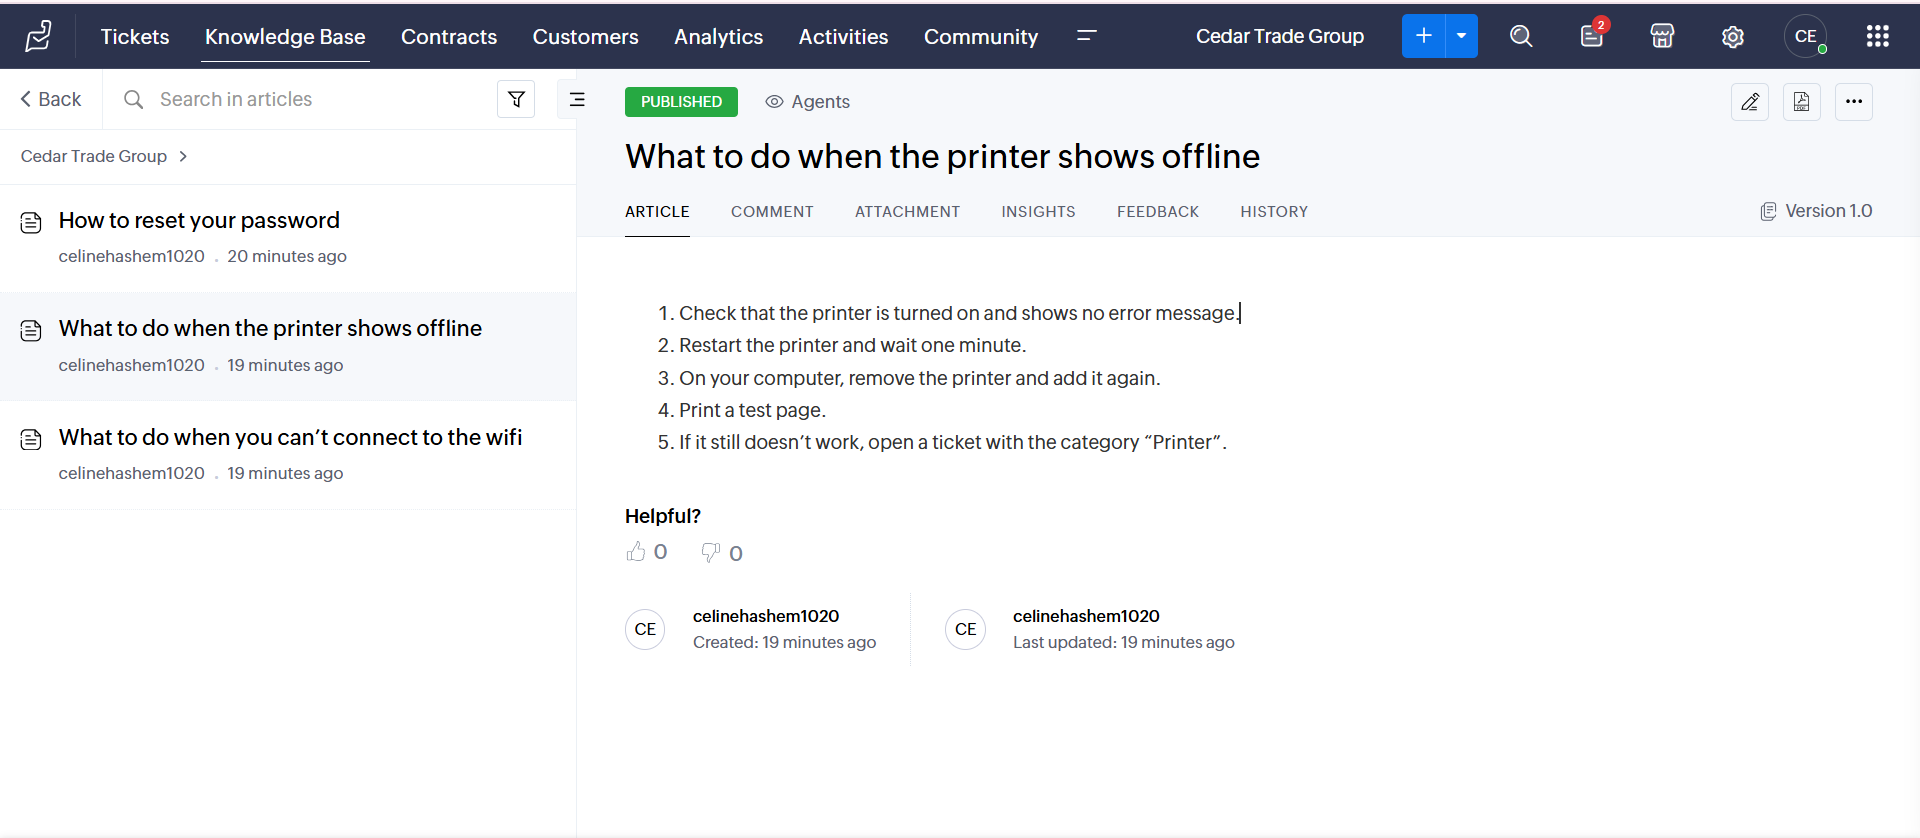 Tickets Knowledge Base Contracts Customers Analytics Activities Community Cedar Trade Group + 2 CE
Back Search in articles
Cedar Trade Group >
How to reset your password
celinehashem1020 . 20 minutes ago
What to do when the printer shows offline
celinehashem1020 . 19 minutes ago
What to do when you can’t connect to the wifi
celinehashem1020 . 19 minutes ago
PUBLISHED Agents
PDF
What to do when the printer shows offline
ARTICLE COMMENT ATTACHMENT INSIGHTS FEEDBACK HISTORY Version 1.0
1. Check that the printer is turned on and shows no error message.
2. Restart the printer and wait one minute.
3. On your computer, remove the printer and add it again.
4. Print a test page.
5. If it still doesn’t work, open a ticket with the category “Printer”.
Helpful?
0 0
CE celinehashem1020
Created: 19 minutes ago
CE celinehashem1020
Last updated: 19 minutes ago